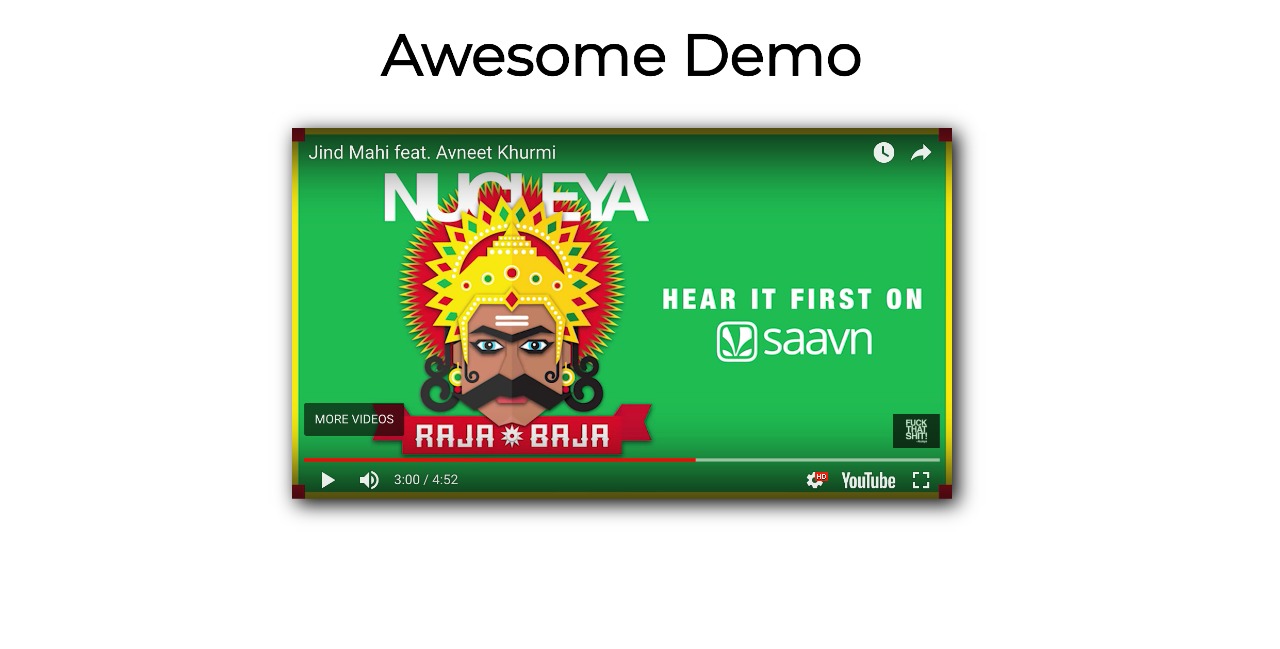 Awesome Demo
Jind Mahi feat. Avneet Khurmi
NUCLEYA
HEAR IT FIRST ON
saavn
MORE VIDEOS
FUCK
THAT
SHIT!
RAJA BAJA
3:00 / 4:52
HD
YouTube